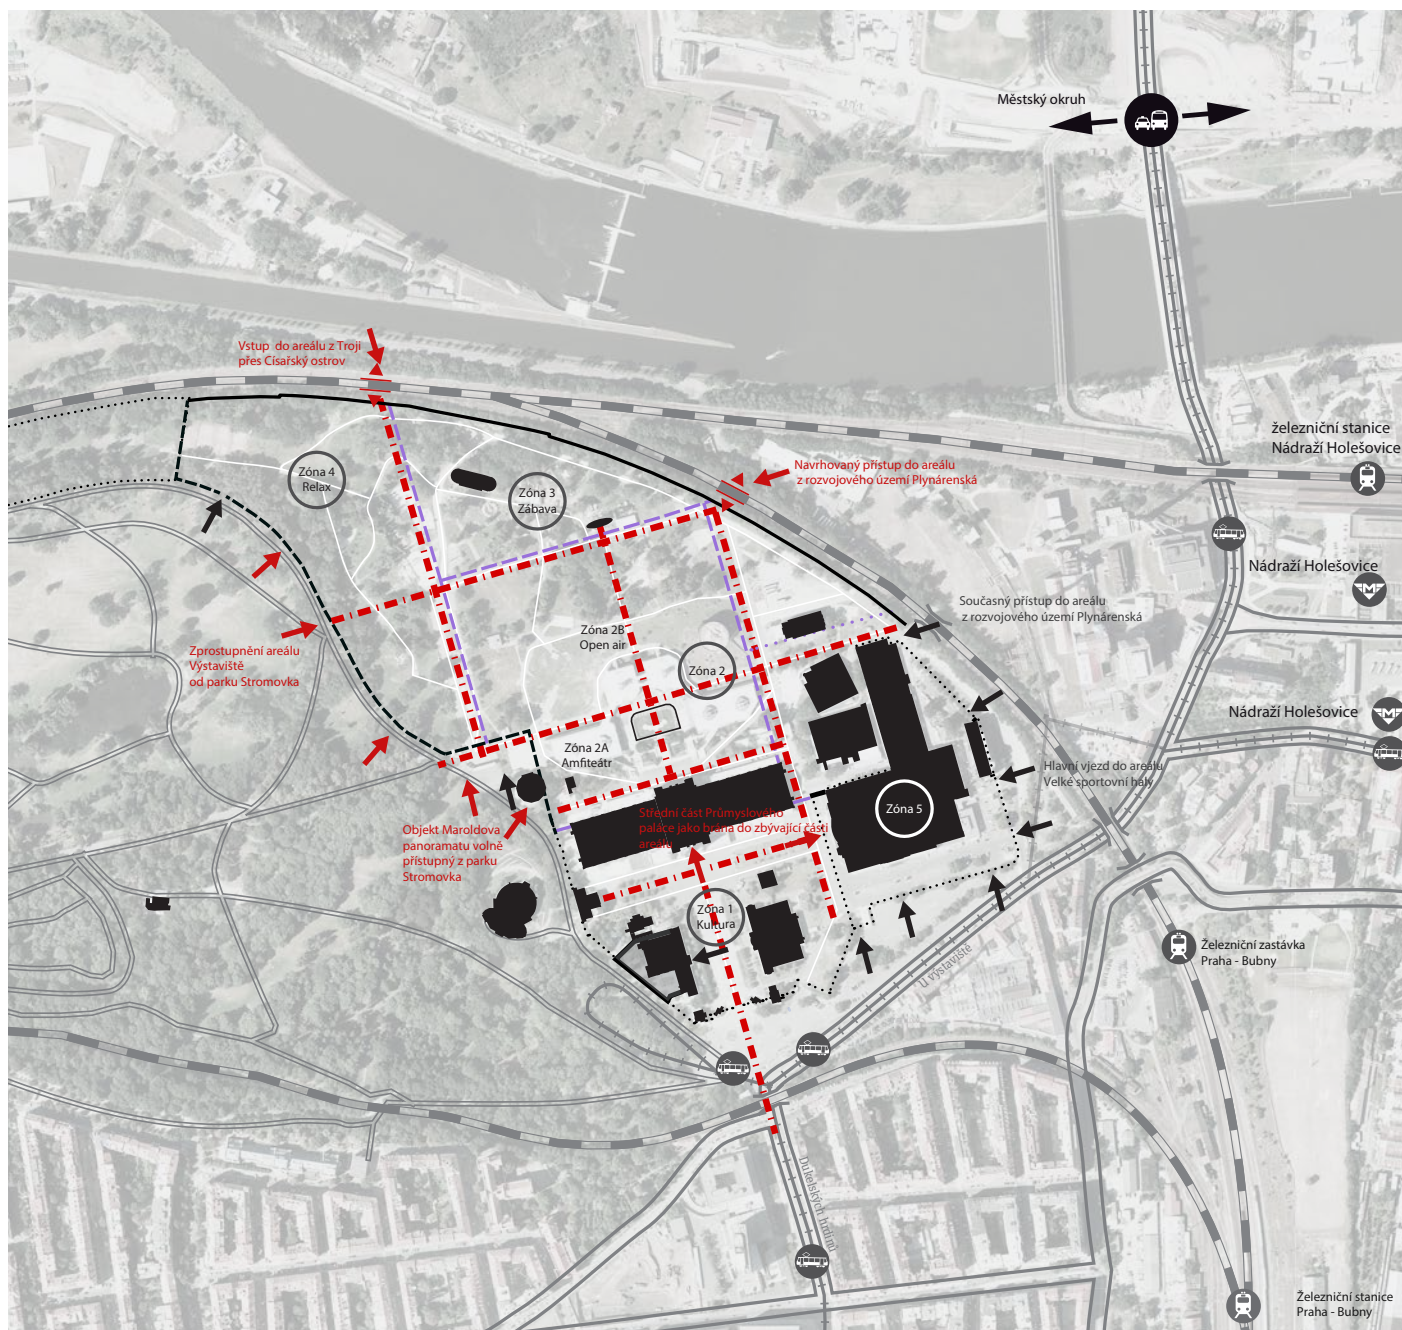 Městský okruh
Vstup do areálu z Troji
přes Císařský ostrov
železniční stanice
Nádraží Holešovice
Zóna 4
Relax
Zóna 3
Zábava
Navrhovaný přístup do areálu
z rozvojového území Plynárenská
Nádraží Holešovice
Současný přístup do areálu
z rozvojového území Plynárenská
Zóna 2B
Open air
Zprostupnění areálu
Výstaviště
od parku Stromovka
Zóna 2
Nádraží Holešovice
Zóna 2A
Amfiteátr
Hlavní vjezd do areálu
Velké sportovní haly
Zóna 5
Střední část Průmyslového
paláce jako brána do zbývající části
areálu
Objekt Maroldova
panoramatu volně
přístupný z parku
Stromovka
Zóna 1
Kultura
Železniční zastávka
Praha - Bubny
U výstaviště
Dukelských hrdinů
Železniční stanice
Praha - Bubny